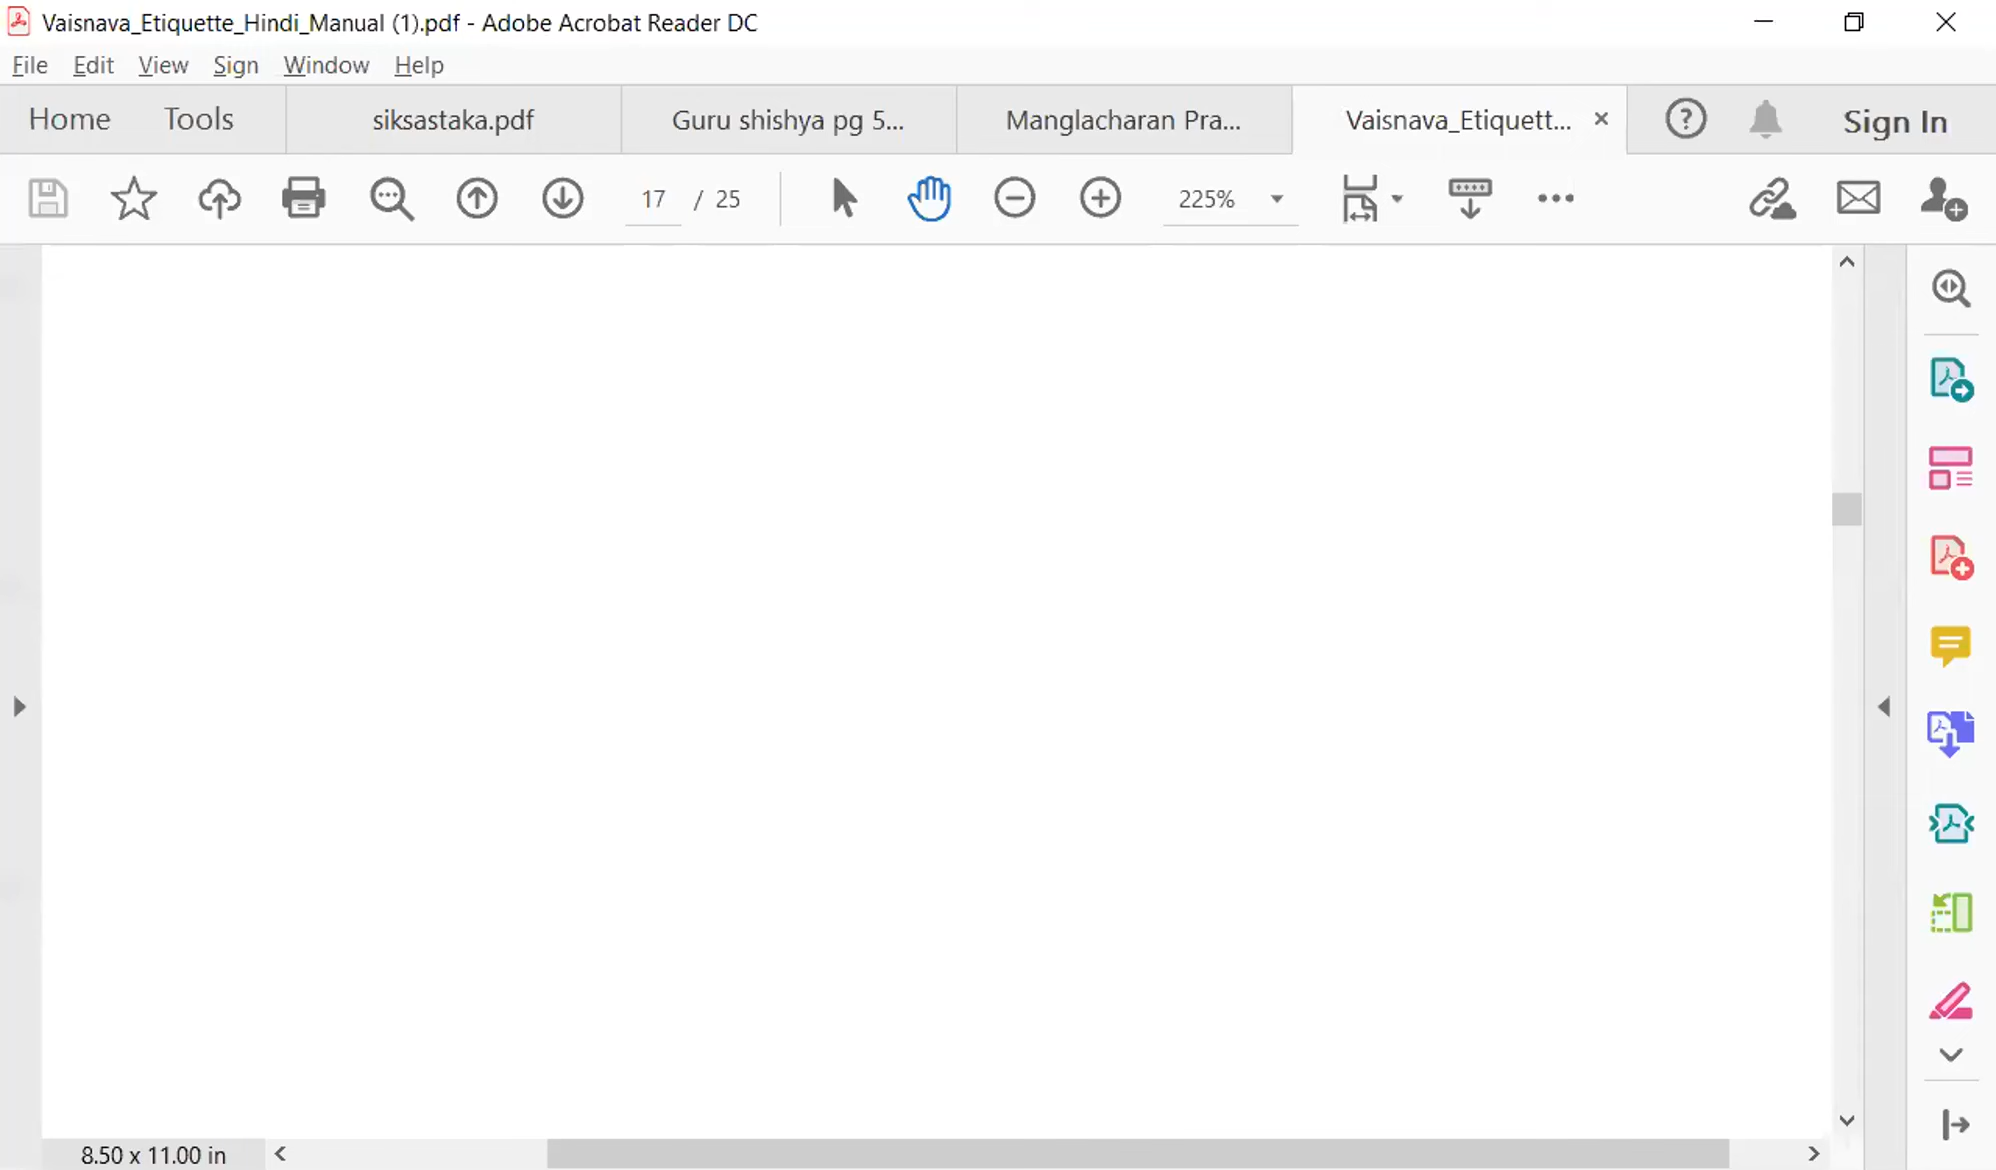 Vaisnava_Etiquette_Hindi_Manual (1).pdf - Adobe Acrobat Reader DC
File Edit View Sign Window Help
Home Tools siksastaka.pdf Guru shishya pg 5... Manglacharan Pra... Vaisnava_Etiquett... Sign In
17 / 25 225%
8.50 x 11.00 in